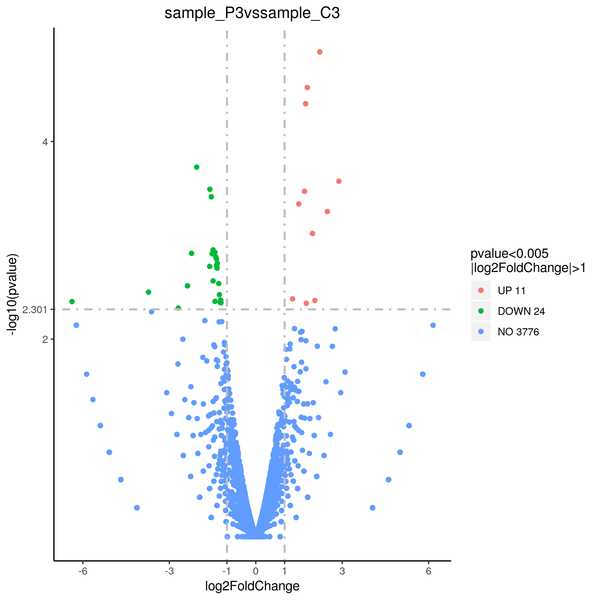 sample_P3vssample_C3
-log10(pvalue)
4
2.301
2
-6
-3
-1
0
1
3
6
log2FoldChange
pvalue<0.005
|log2FoldChange|>1
UP 11
DOWN 24
NO 3776